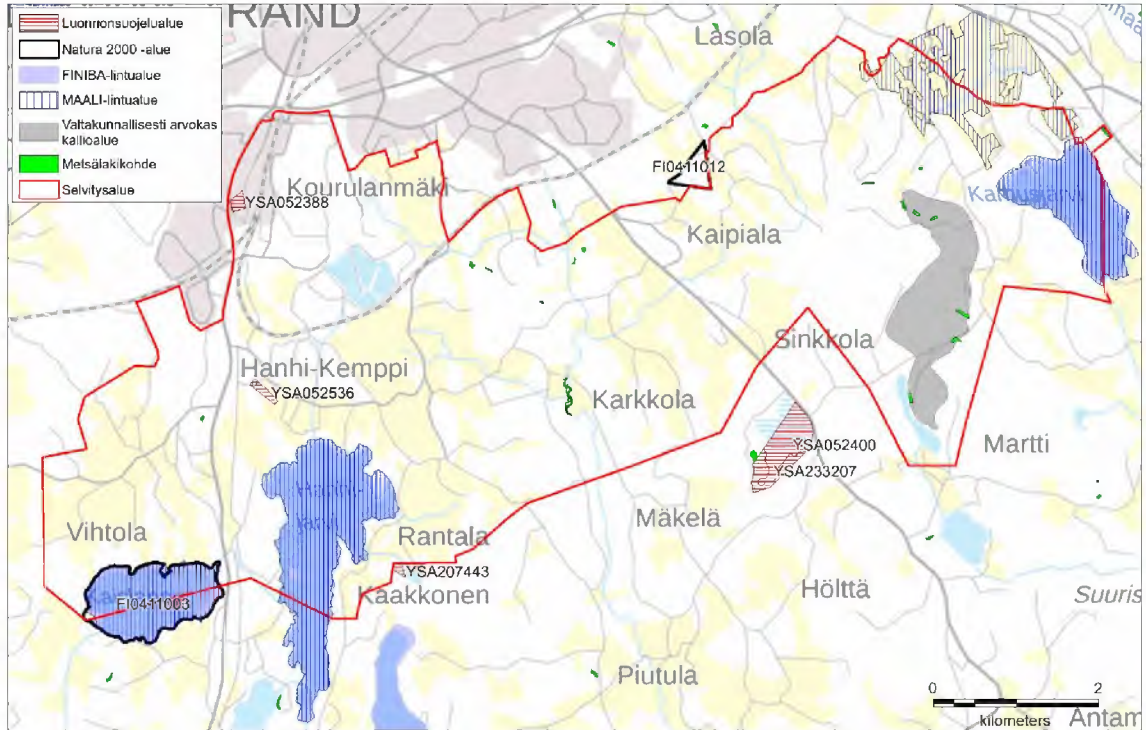 RAND
Luonnonsuojelualue
Natura 2000 -alue
FINIBA-lintualue
MAALI-lintualue
Valtakunnallisesti arvokas
kallioalue
Metsälakikohde
Selvitysalue
Lasola
FI0411012
Kourulanmäki
YSA052388
Kaipiala
Sinkkola
Hanhi-Kemppi
YSA052536
Karkkola
YSA052400
YSA233207
Martti
Mäkelä
Vihtola
Rantala
YSA207443
FI0411003
Kaakkonen
Hölttä
Suuris
Piutula
0 2
kilometers
Antam